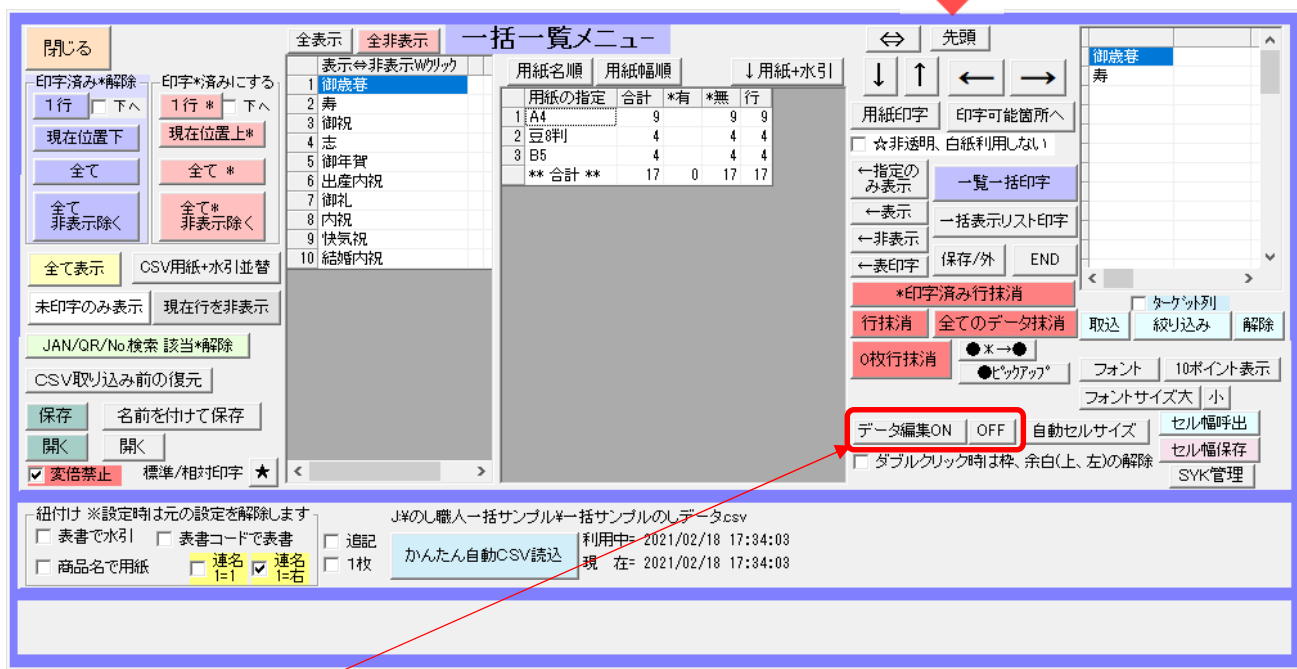 閉じる
全表示 全非表示 一括一覧メニュー
⇔ 先頭
印字済み*解除
1行 下へ
現在位置下
全て
全て
非表示除く
印字*済みにする
1行 * 下へ
現在位置上*
全て *
全て*
非表示除く
全て表示 CSV用紙+水引並替
未印字のみ表示 現在行を非表示
JAN/QR/No.検索 該当*解除
CSV取り込み前の復元
保存 名前を付けて保存
開く 開く
変倍禁止 標準/相対印字 ★
表示⇔非表示Wクリック
1 御歳暮
2 寿
3 御祝
4 志
5 御年賀
6 出産内祝
7 御礼
8 内祝
9 快気祝
10 結婚内祝
用紙名順 用紙幅順 ↓用紙+水引
用紙の指定 合計 *有 *無 行
1 A4 9 9 9
2 豆8判 4 4 4
3 B5 4 4 4
** 合計 ** 17 0 17 17
↓ ↑ ← →
用紙印字 印字可能箇所へ
☆非透明、白紙利用しない
←指定の
み表示
一覧一括印字
←表示
←非表示
一括表示リスト印字
←表印字 保存/外 END
*印字済み行抹消
行抹消 全てのデータ抹消
0枚行抹消 ●*→●
●ピックアップ
データ編集ON OFF 自動セルサイズ
ダブルクリック時は枠、余白(上、左)の解除
御歳暮
寿
ターゲット列
取込 絞り込み 解除
フォント 10ポイント表示
フォントサイズ大 小
セル幅呼出
セル幅保存
SYK管理
紐付け ※設定時は元の設定を解除します
表書で水引 表書コードで表書
商品名で用紙 連名
1=1
連名
1=右
追記
1枚
J:¥のし職人一括サンプル¥一括サンプルのしデータ.csv
かんたん自動CSV読込
利用中= 2021/02/18 17:34:03
現 在= 2021/02/18 17:34:03